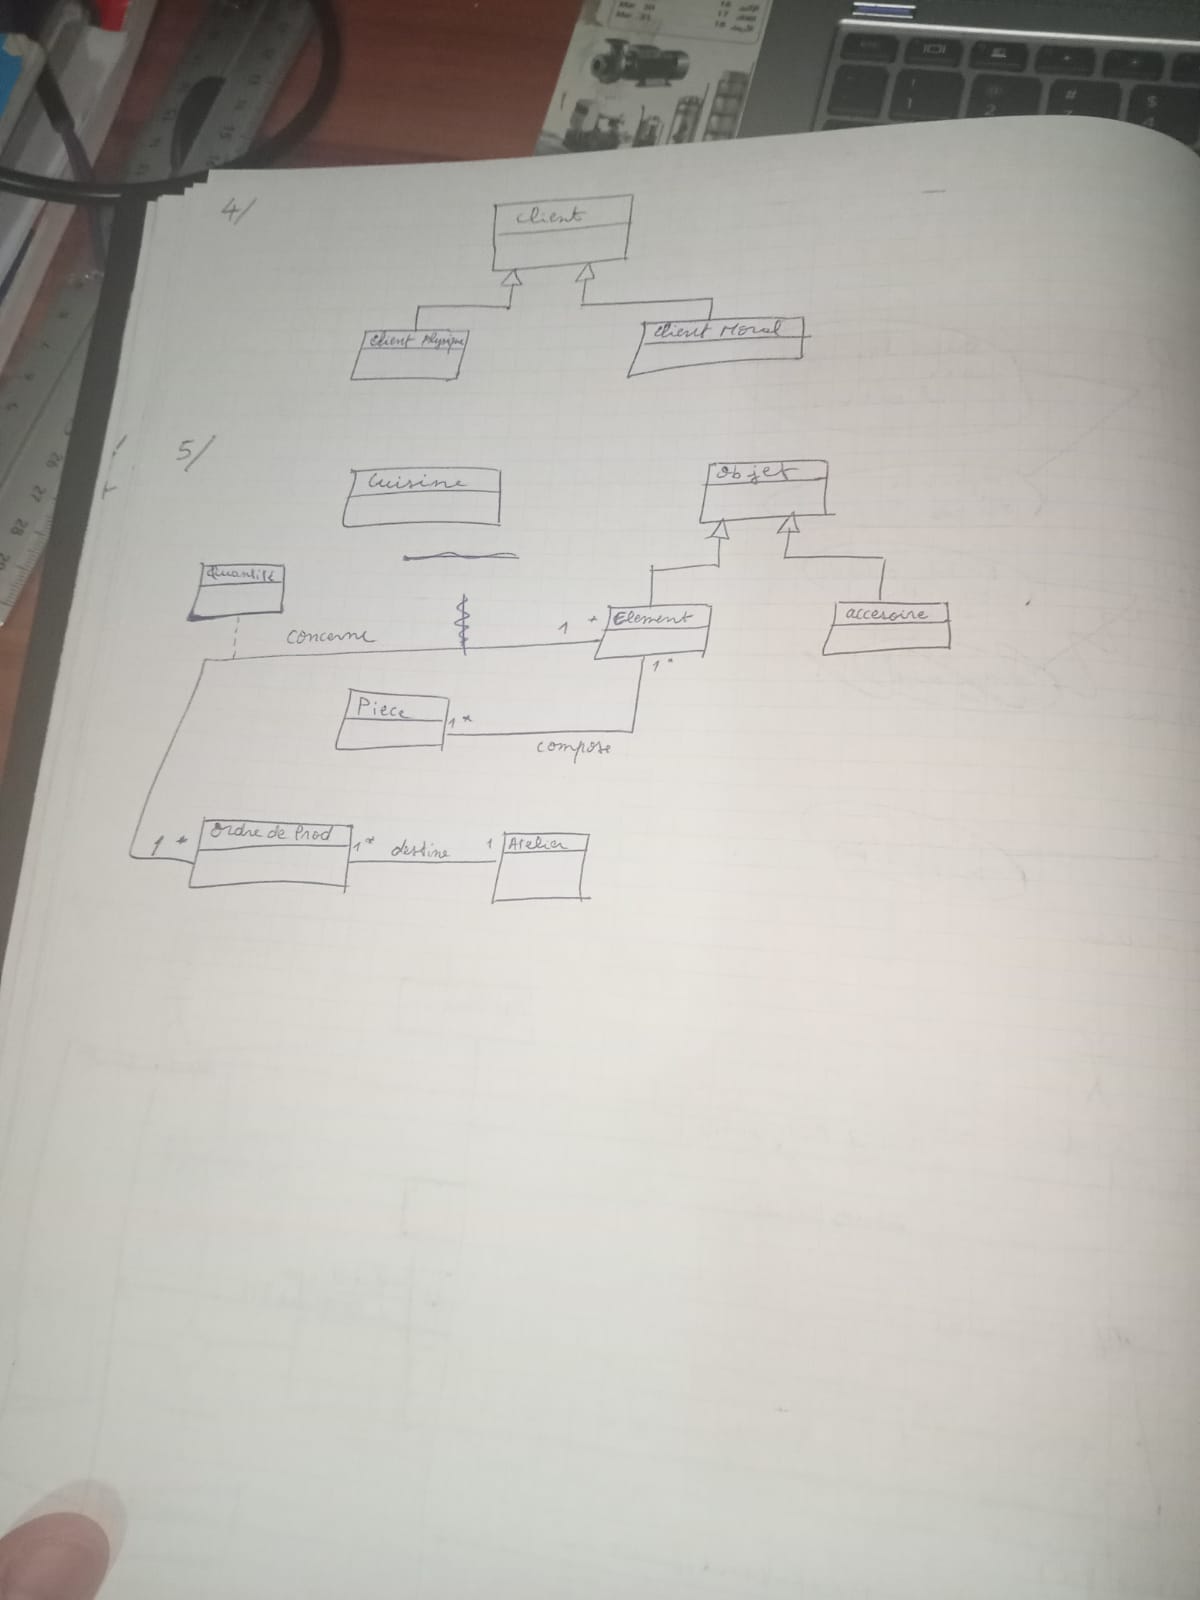 4/
Client
Client Physique
Client Moral
5/
Cuisine
Objet
Quantité
concerne
1 *
Element
accesoire
1*
Piece
1*
compose
1 *
Ordre de Prod
1*
destine
1
Atelier